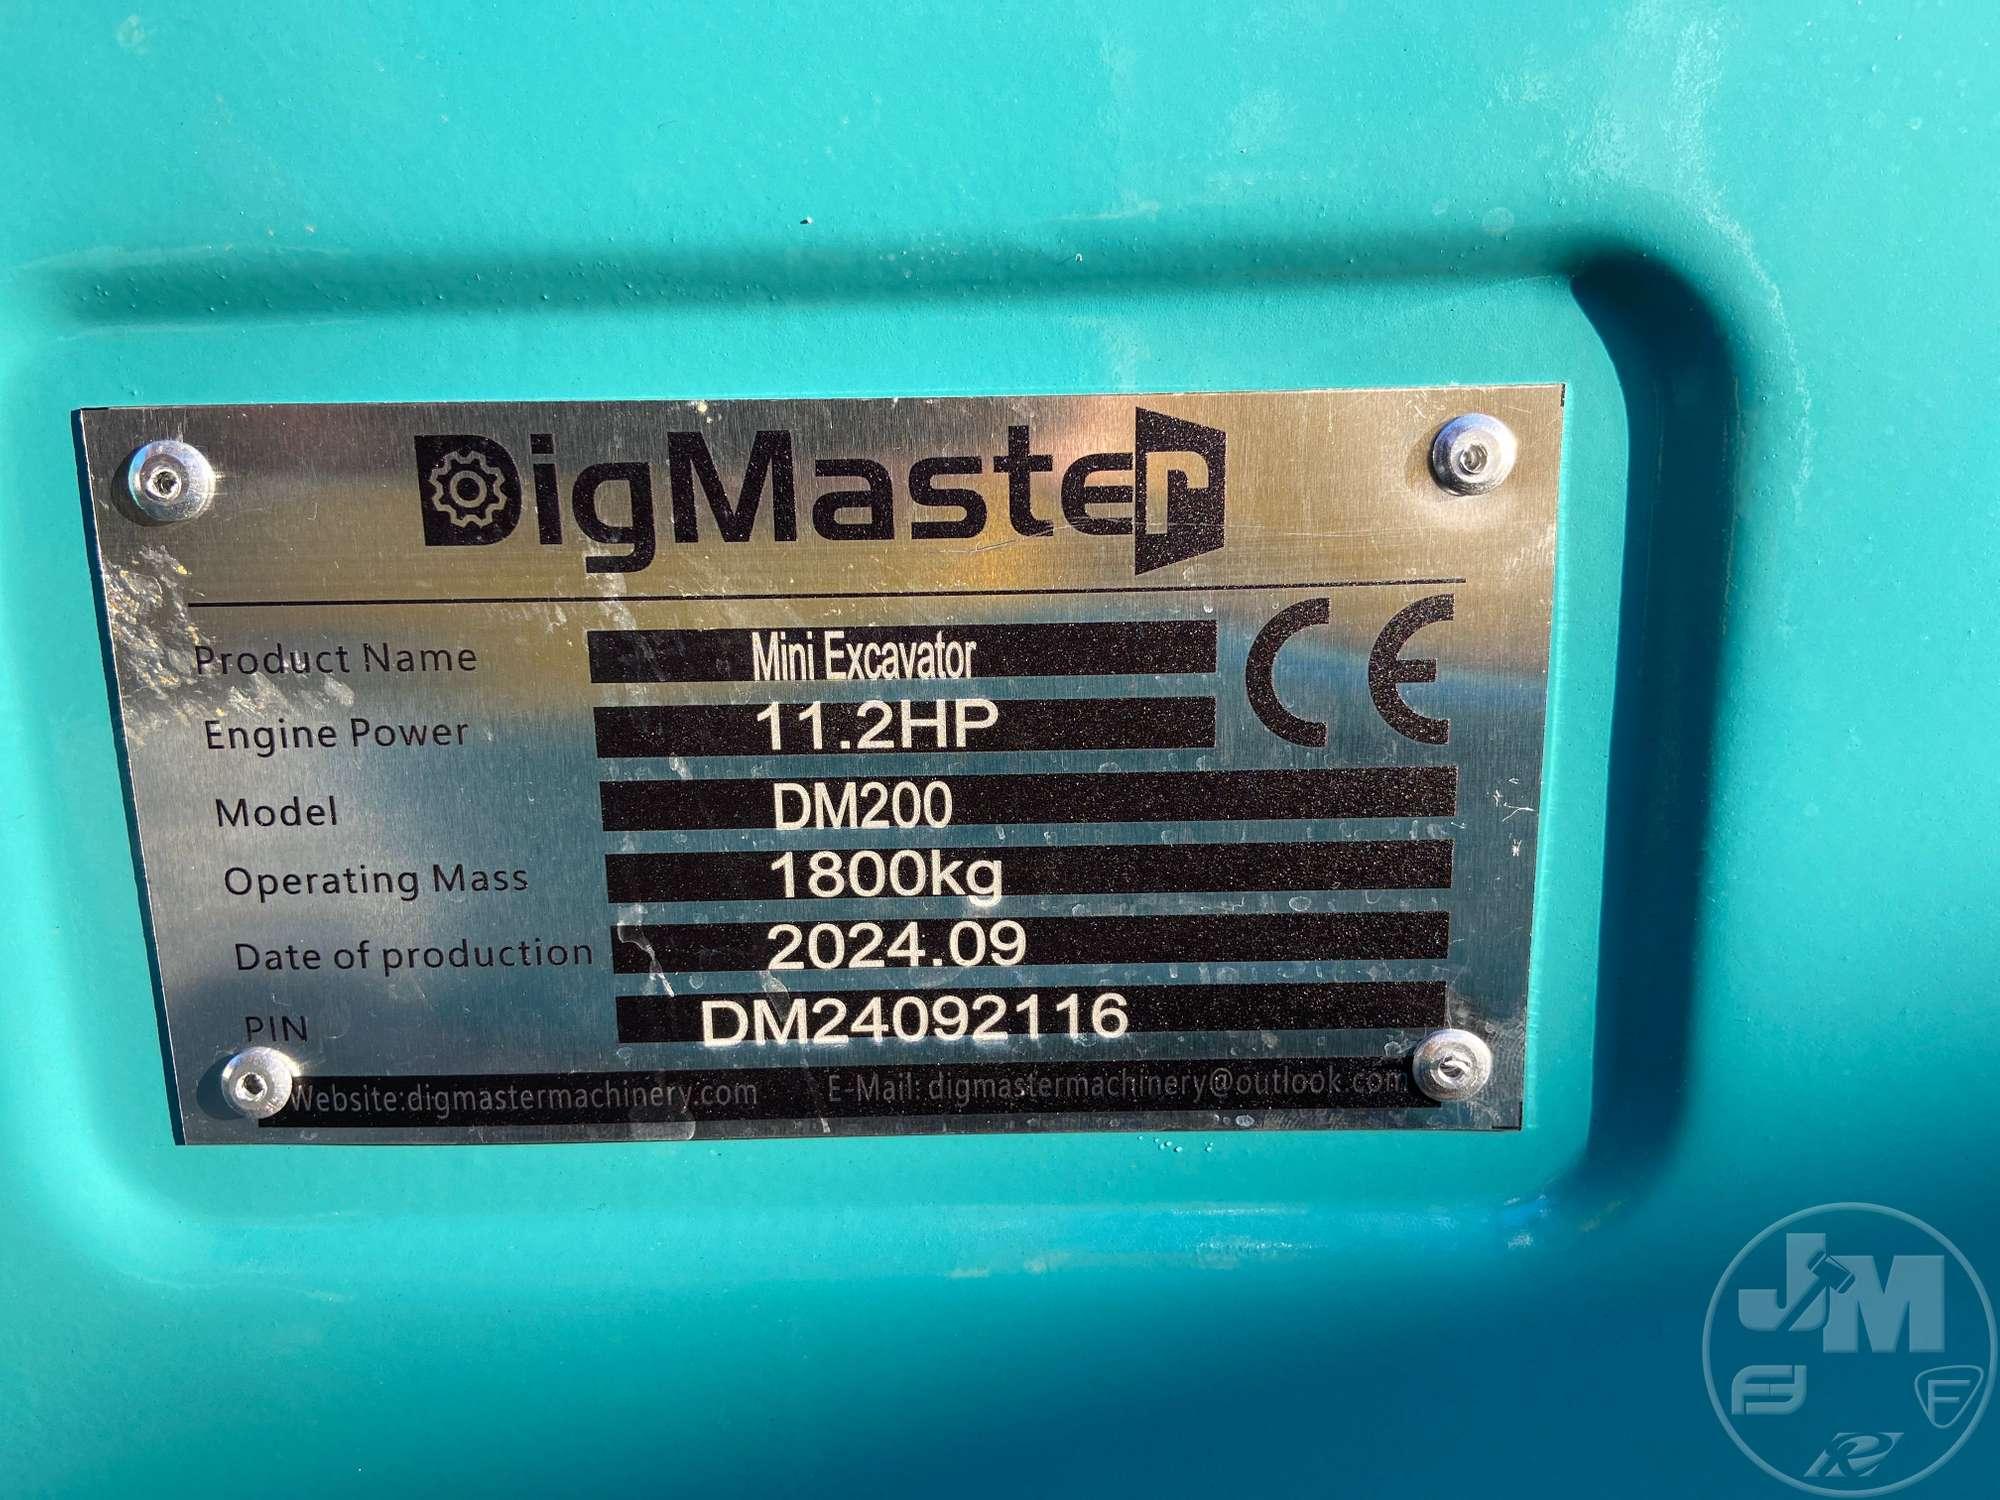 DigMaster
Product Name Mini Excavator
CE
Engine Power 11.2HP
Model DM200
Operating Mass 1800kg
Date of production 2024.09
PIN DM24092116
Website:digmastermachinery.com E-Mail: digmastermachinery@outlook.com
JM
F
R